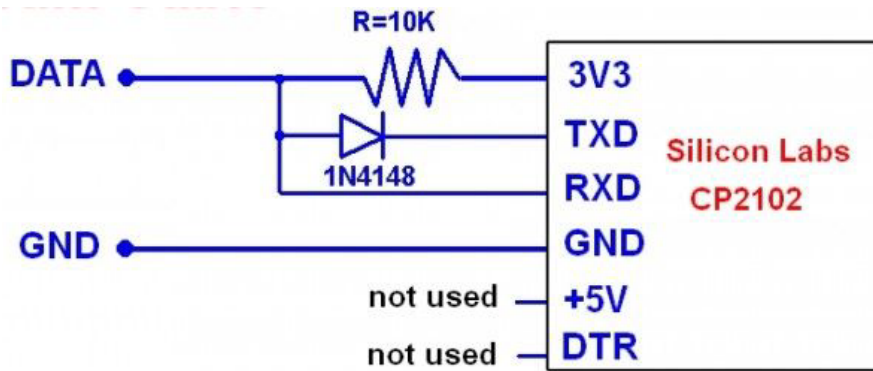 R=10K
DATA
3V3
TXD
1N4148
RXD
Silicon Labs
CP2102
GND
GND
not used
+5V
not used
DTR